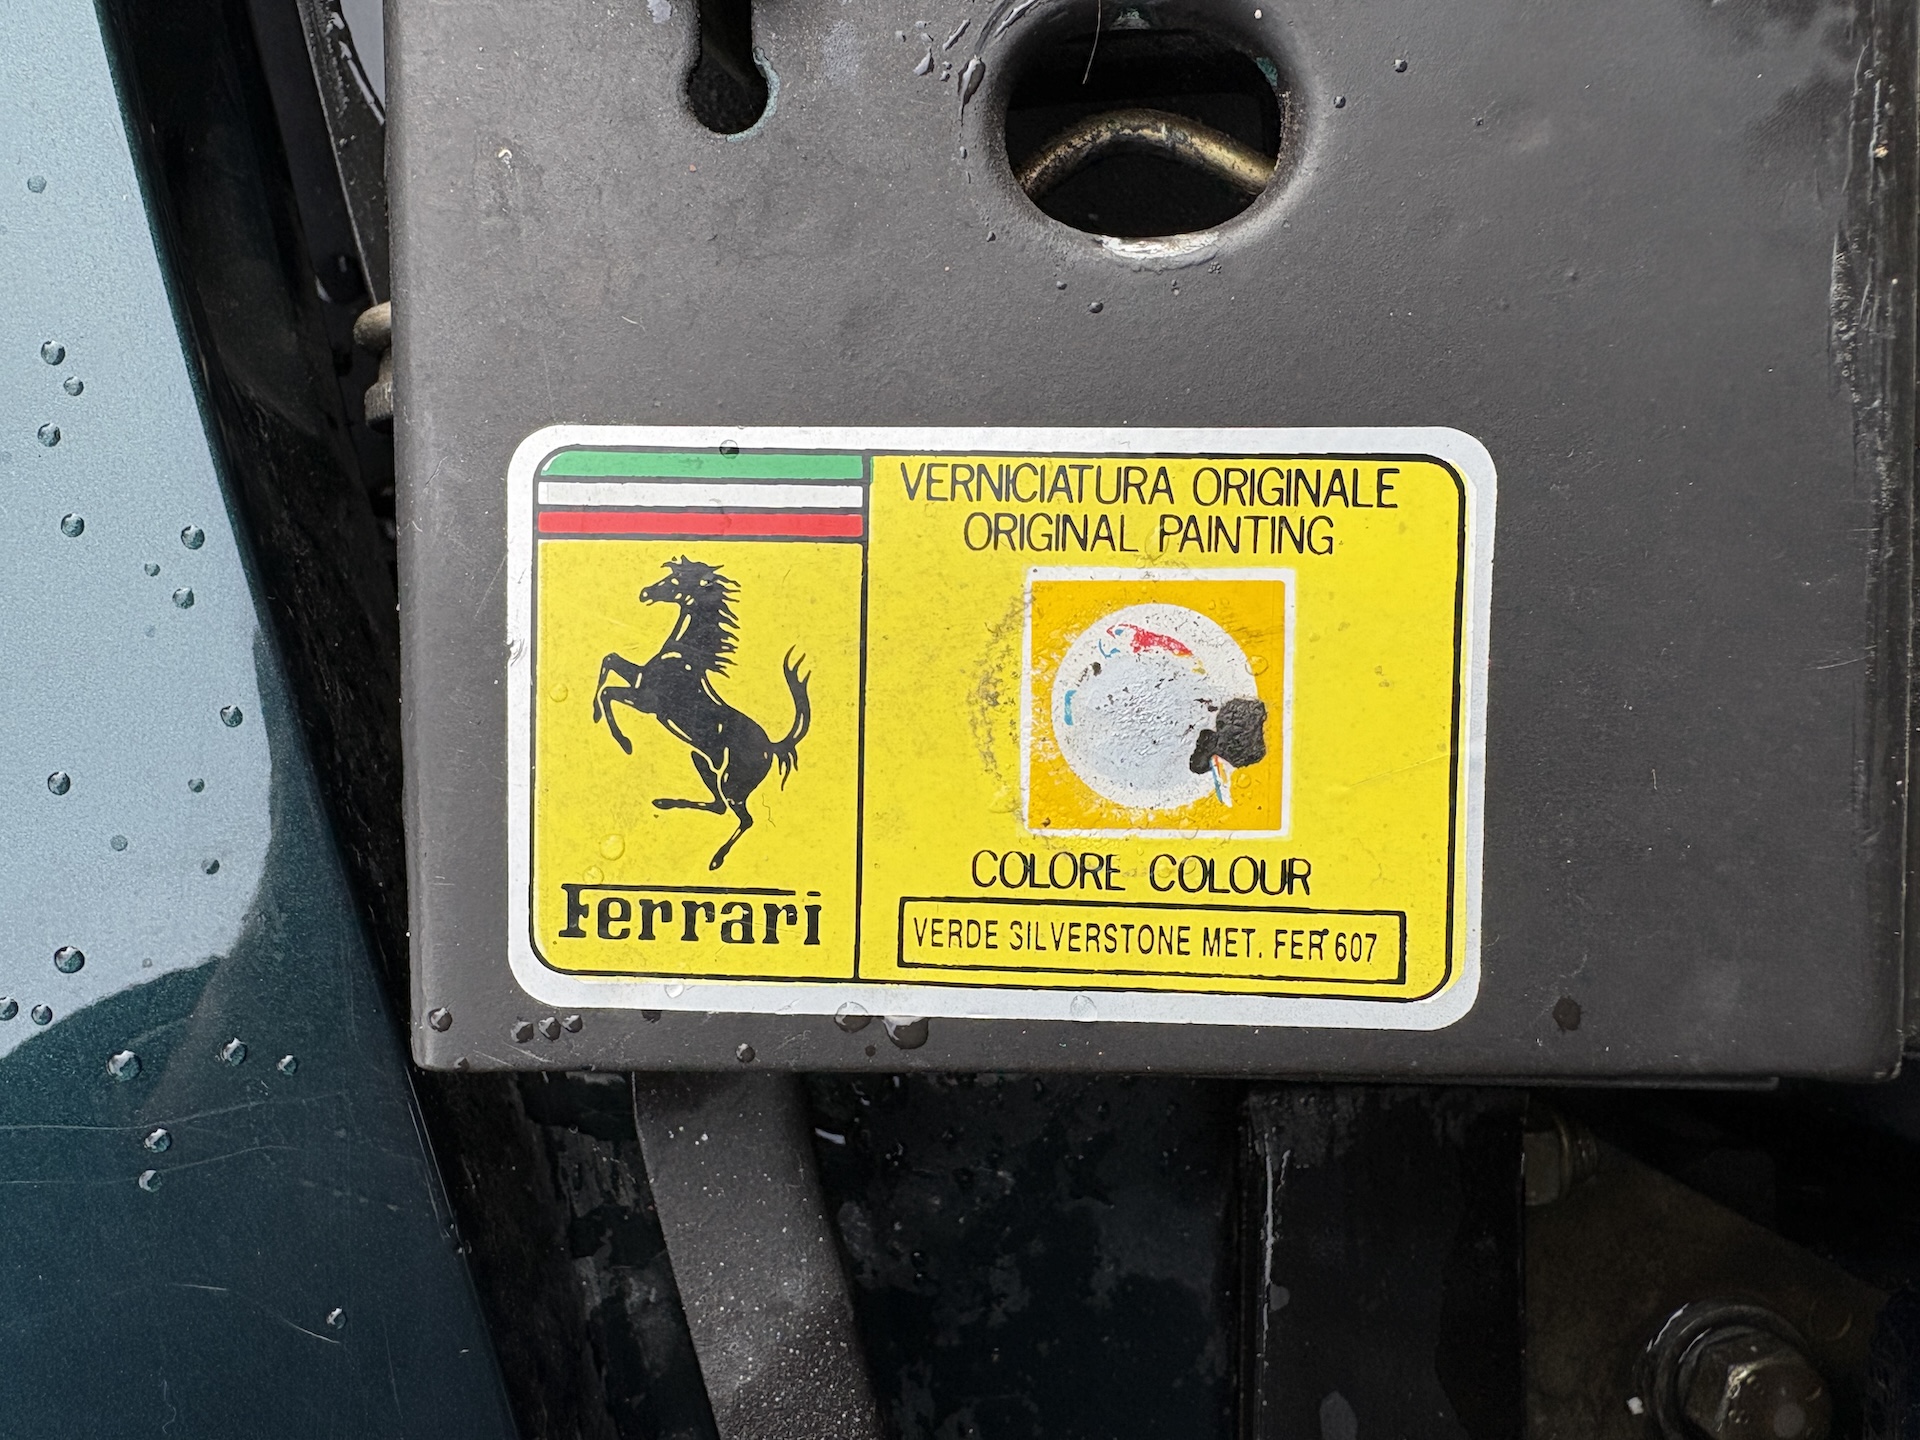 VERNICIATURA ORIGINALE
ORIGINAL PAINTING
COLORE COLOUR
VERDE SILVERSTONE MET. FER 607
Ferrari